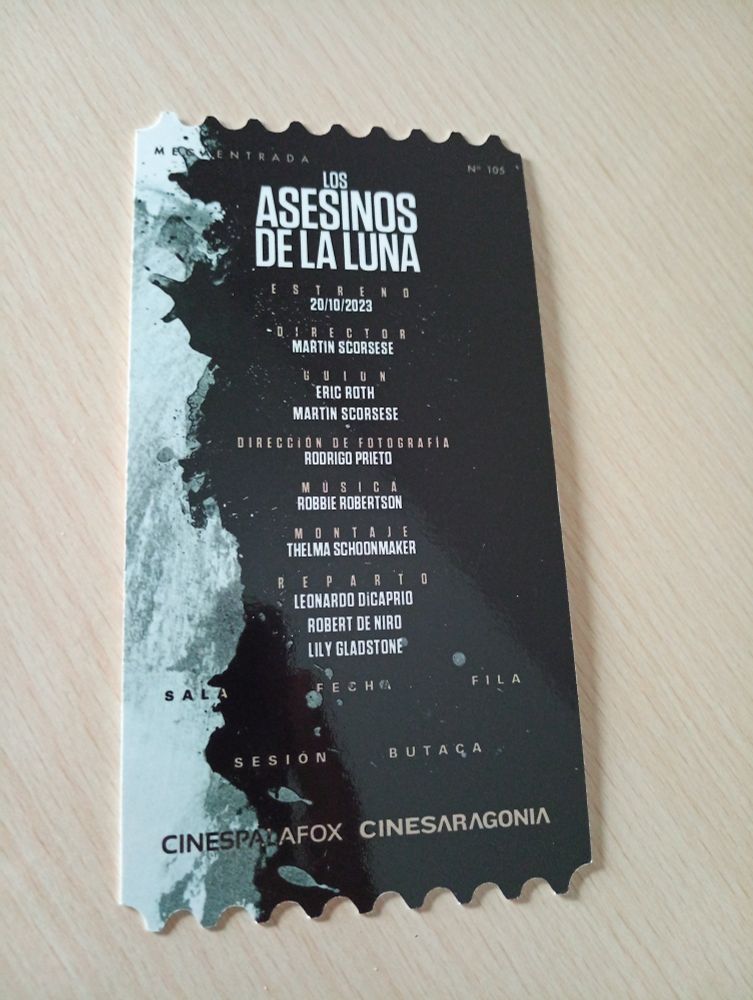 MEGAENTRADA
Nº 105
LOS
ASESINOS
DE LA LUNA
ESTRENO
20/10/2023
DIRECTOR
MARTIN SCORSESE
GUION
ERIC ROTH
MARTIN SCORSESE
DIRECCIÓN DE FOTOGRAFÍA
RODRIGO PRIETO
MÚSICA
ROBBIE ROBERTSON
MONTAJE
THELMA SCHOONMAKER
REPARTO
LEONARDO DiCAPRIO
ROBERT DE NIRO
LILY GLADSTONE
SALA FECHA FILA
SESIÓN BUTACA
CINESPALAFOX CINESARAGONIA